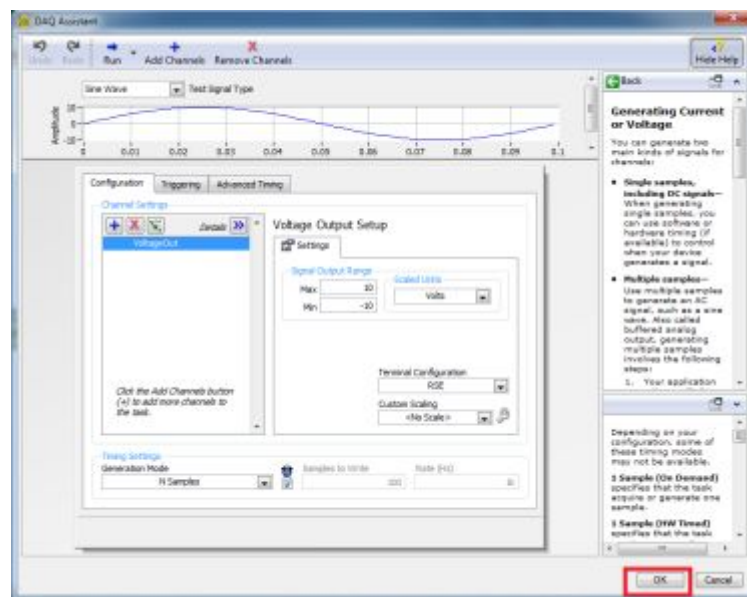 DAQ Assistant
Undo Redo Run Add Channels Remove Channels Hide Help
Sine Wave Test Signal Type
Amplitude
10
0
-10
0 0.01 0.02 0.03 0.04 0.05 0.06 0.07 0.08 0.09 0.1
Configuration Triggering Advanced Timing
Channel Settings
Details
VoltageOut
Click the Add Channels button
(+) to add more channels to
the task.
Voltage Output Setup
Settings
Signal Output Range
Max 10
Min -10
Scaled Units
Volts
Terminal Configuration
RSE
Custom Scaling
<No Scale>
Timing Settings
Generation Mode
N Samples
Samples to Write
100
Rate (Hz)
Back
Generating Current
or Voltage
You can generate two
main kinds of signals for
channels:
• Single samples,
including DC signals—
When generating
single samples, you
can use software or
hardware timing (if
available) to control
when your device
generates a signal.
• Multiple samples—
Use multiple samples
to generate an AC
signal, such as a sine
wave. Also called
buffered analog
output, generating
multiple samples
involves the following
steps:
1. Your application
Depending on your
configuration, some of
these timing modes
may not be available.
1 Sample (On Demand)
specifies that the task
acquire or generate one
sample.
1 Sample (HW Timed)
specifies that the task
OK Cancel